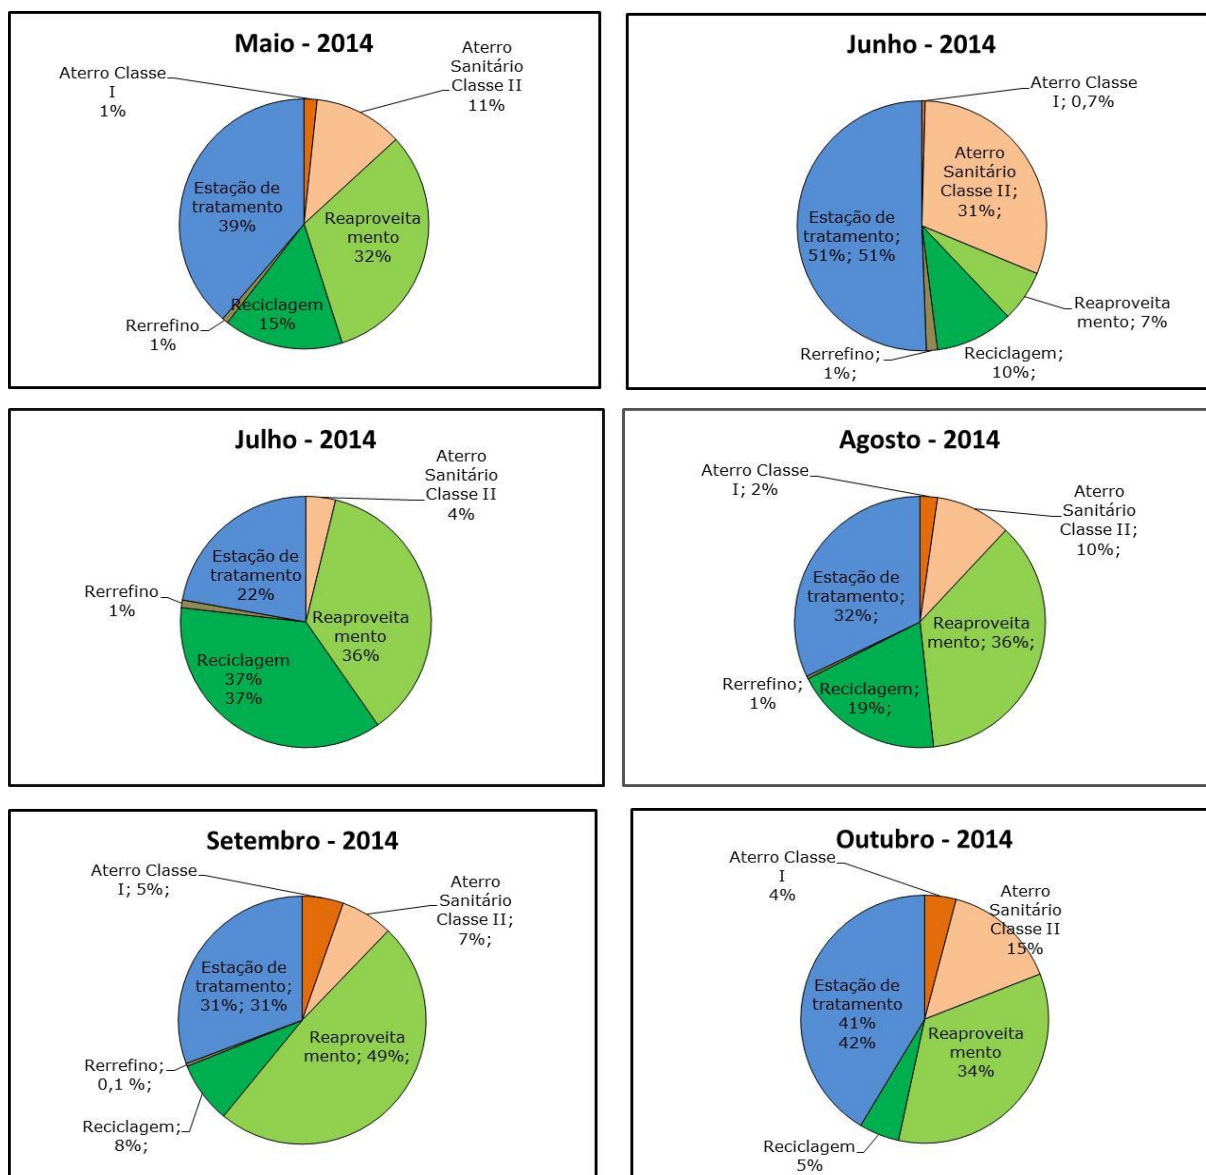 Maio - 2014
Aterro Classe
I
1%
Aterro
Sanitário
Classe II
11%
Estação de
tratamento
39%
Reaproveita
mento
32%
Reciclagem
15%
Rerrefino
1%
Junho - 2014
Aterro Classe
I; 0,7%
Aterro
Sanitário
Classe II;
31%;
Estação de
tratamento;
51%; 51%
Reaproveita
mento; 7%
Rerrefino;
1%;
Reciclagem;
10%;
Julho - 2014
Aterro
Sanitário
Classe II
4%
Estação de
tratamento
22%
Rerrefino
1%
Reaproveita
mento
36%
Reciclagem
37%
37%
Agosto - 2014
Aterro Classe
I; 2%
Aterro
Sanitário
Classe II;
10%;
Estação de
tratamento;
32%;
Reaproveita
mento; 36%;
Rerrefino;
1%
Reciclagem;
19%;
Setembro - 2014
Aterro Classe
I; 5%;
Aterro
Sanitário
Classe II;
7%;
Estação de
tratamento;
31%; 31%
Reaproveita
mento; 49%;
Rerrefino;
0,1 %;
Reciclagem;
8%;
Outubro - 2014
Aterro Classe
I
4%
Aterro
Sanitário
Classe II
15%
Estação de
tratamento
41%
42%
Reaproveita
mento
34%
Reciclagem
5%